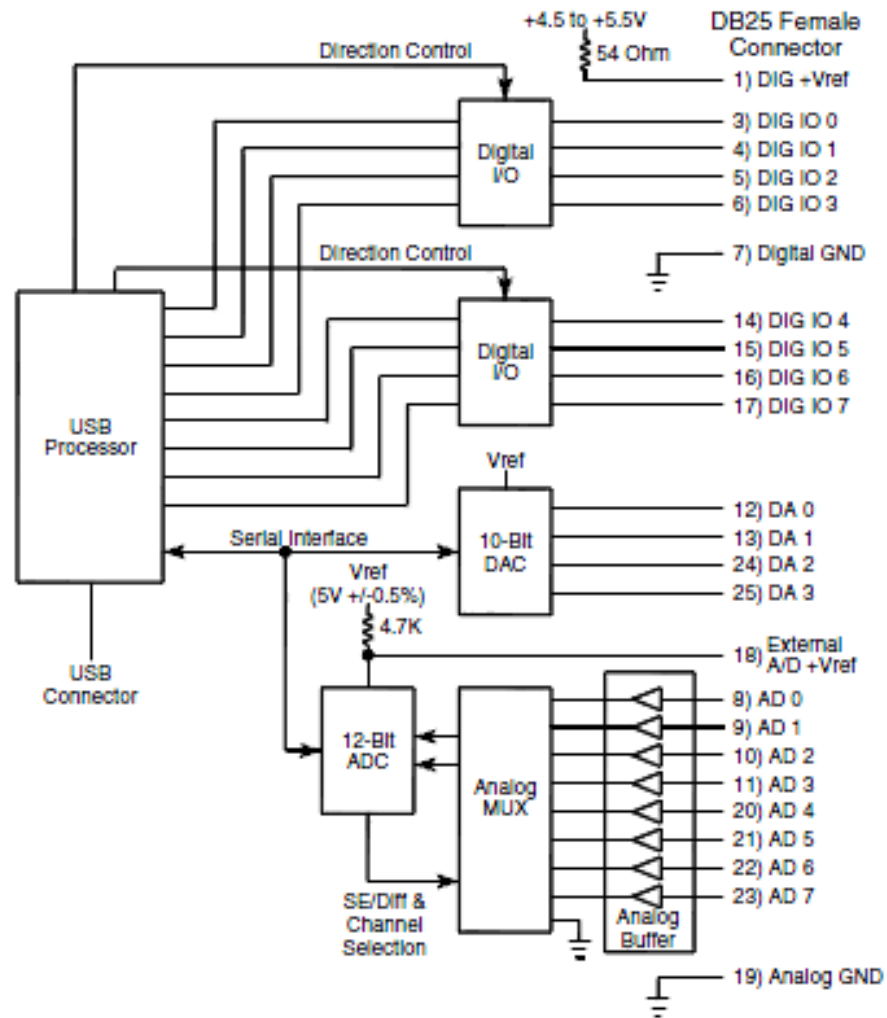 +4.5 to +5.5V
DB25 Female
Connector
54 Ohm
Direction Control
1) DIG +Vref
3) DIG IO 0
Digital
I/O
4) DIG IO 1
5) DIG IO 2
6) DIG IO 3
Direction Control
7) Digital GND
14) DIG IO 4
Digital
I/O
15) DIG IO 5
16) DIG IO 6
17) DIG IO 7
USB
Processor
Vref
12) DA 0
Serial Interface
10-Bit
DAC
13) DA 1
24) DA 2
25) DA 3
Vref
(5V +/-0.5%)
4.7K
18) External
A/D +Vref
USB
Connector
8) AD 0
12-Bit
ADC
9) AD 1
10) AD 2
Analog
MUX
11) AD 3
20) AD 4
21) AD 5
22) AD 6
23) AD 7
SE/Diff &
Channel
Selection
Analog
Buffer
19) Analog GND